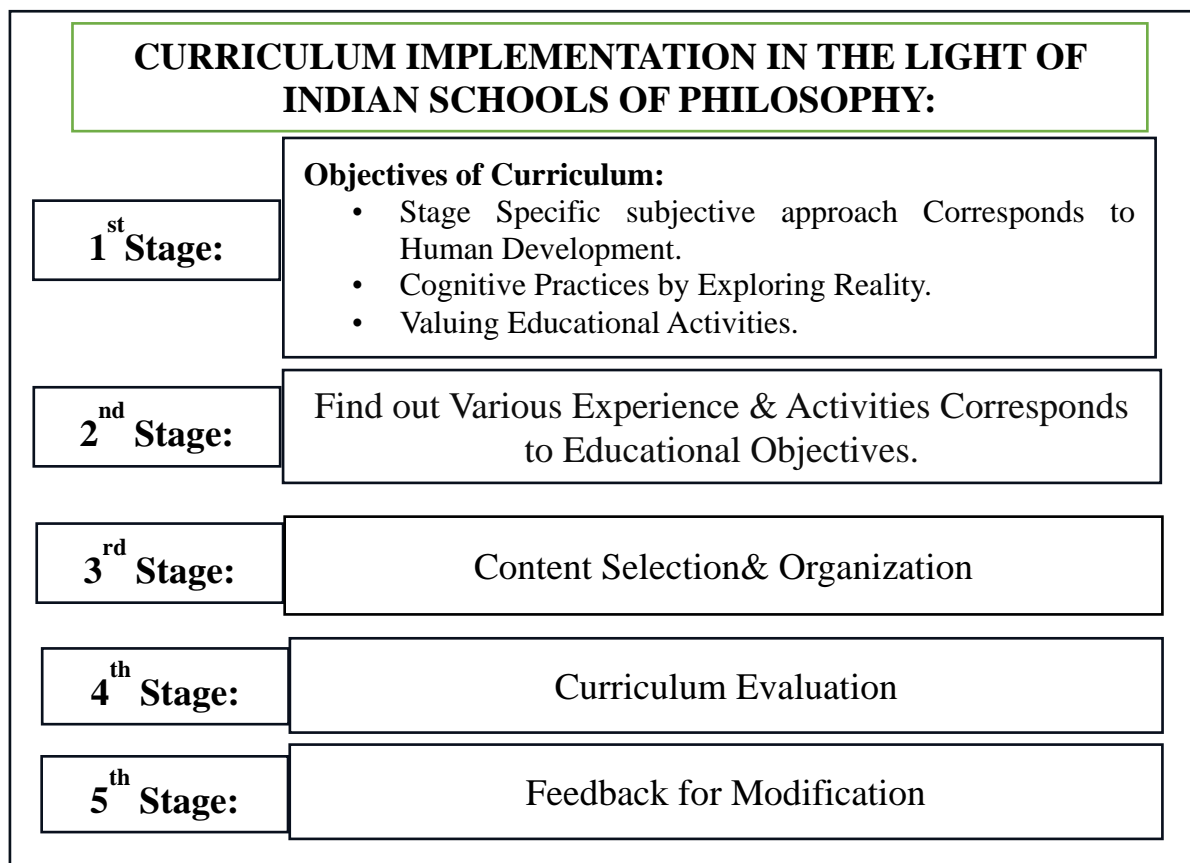 CURRICULUM IMPLEMENTATION IN THE LIGHT OF
INDIAN SCHOOLS OF PHILOSOPHY:
1st Stage:
Objectives of Curriculum:
• Stage Specific subjective approach Corresponds to
Human Development.
• Cognitive Practices by Exploring Reality.
• Valuing Educational Activities.
2nd Stage:
Find out Various Experience & Activities Corresponds
to Educational Objectives.
3rd Stage:
Content Selection& Organization
4th Stage:
Curriculum Evaluation
5th Stage:
Feedback for Modification